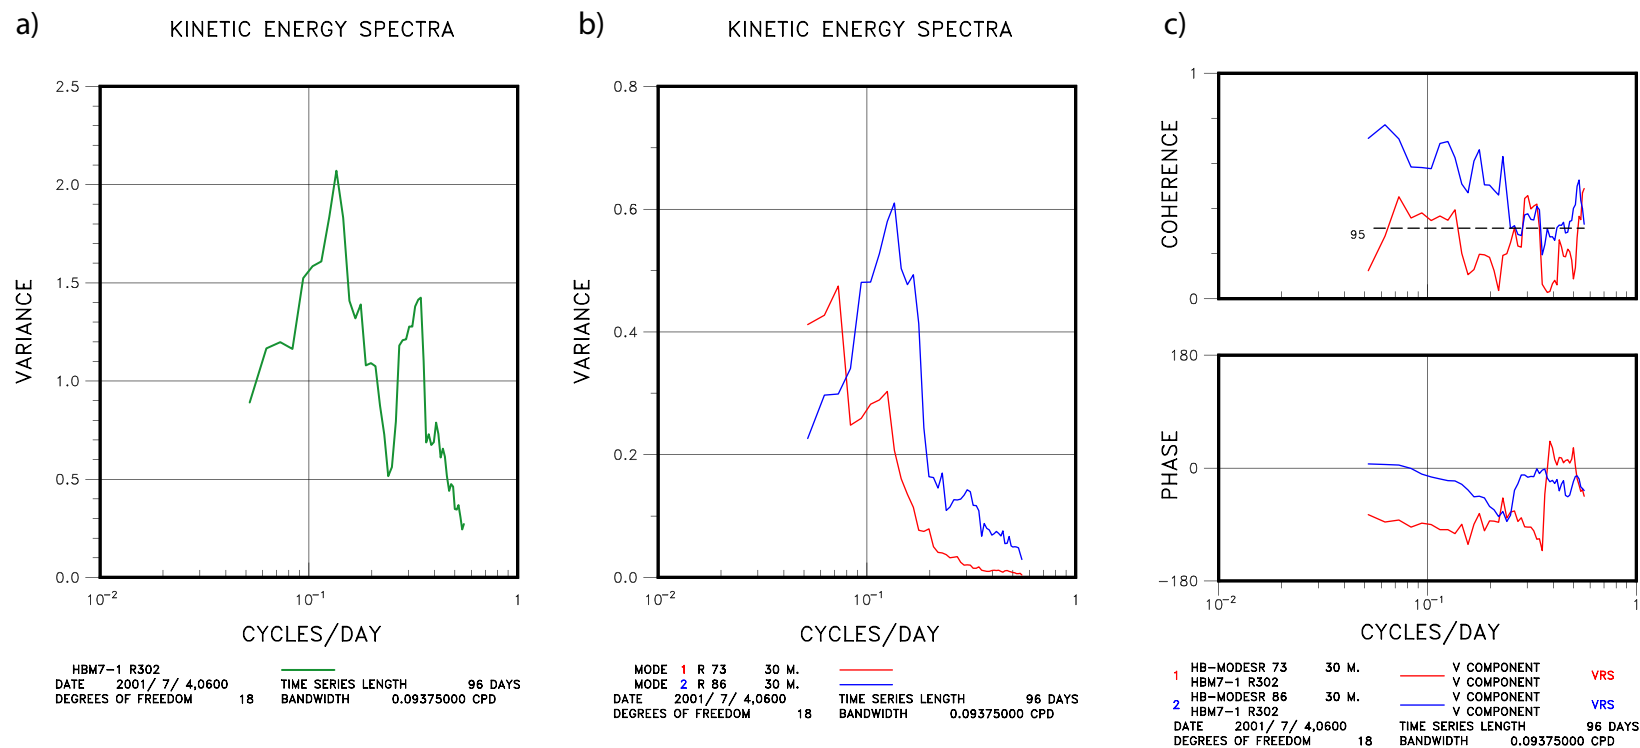 a)
KINETIC ENERGY SPECTRA
2.5
2.0
1.5
1.0
0.5
0.0
VARIANCE
10⁻²
10⁻¹
1
CYCLES/DAY
HBM7-1 R302
DATE 2001/ 7/ 4,0600 TIME SERIES LENGTH 96 DAYS
DEGREES OF FREEDOM 18 BANDWIDTH 0.09375000 CPD
b)
KINETIC ENERGY SPECTRA
0.8
0.6
0.4
0.2
0.0
VARIANCE
10⁻²
10⁻¹
1
CYCLES/DAY
MODE 1 R 73 30 M.
MODE 2 R 86 30 M.
DATE 2001/ 7/ 4,0600 TIME SERIES LENGTH 96 DAYS
DEGREES OF FREEDOM 18 BANDWIDTH 0.09375000 CPD
c)
1
0
COHERENCE
95
180
0
-180
PHASE
10⁻²
10⁻¹
1
CYCLES/DAY
1 HB-MODESR 73 30 M. V COMPONENT VRS
HBM7-1 R302 V COMPONENT
2 HB-MODESR 86 30 M. V COMPONENT VRS
HBM7-1 R302 V COMPONENT
DATE 2001/ 7/ 4,0600 TIME SERIES LENGTH 96 DAYS
DEGREES OF FREEDOM 18 BANDWIDTH 0.09375000 CPD